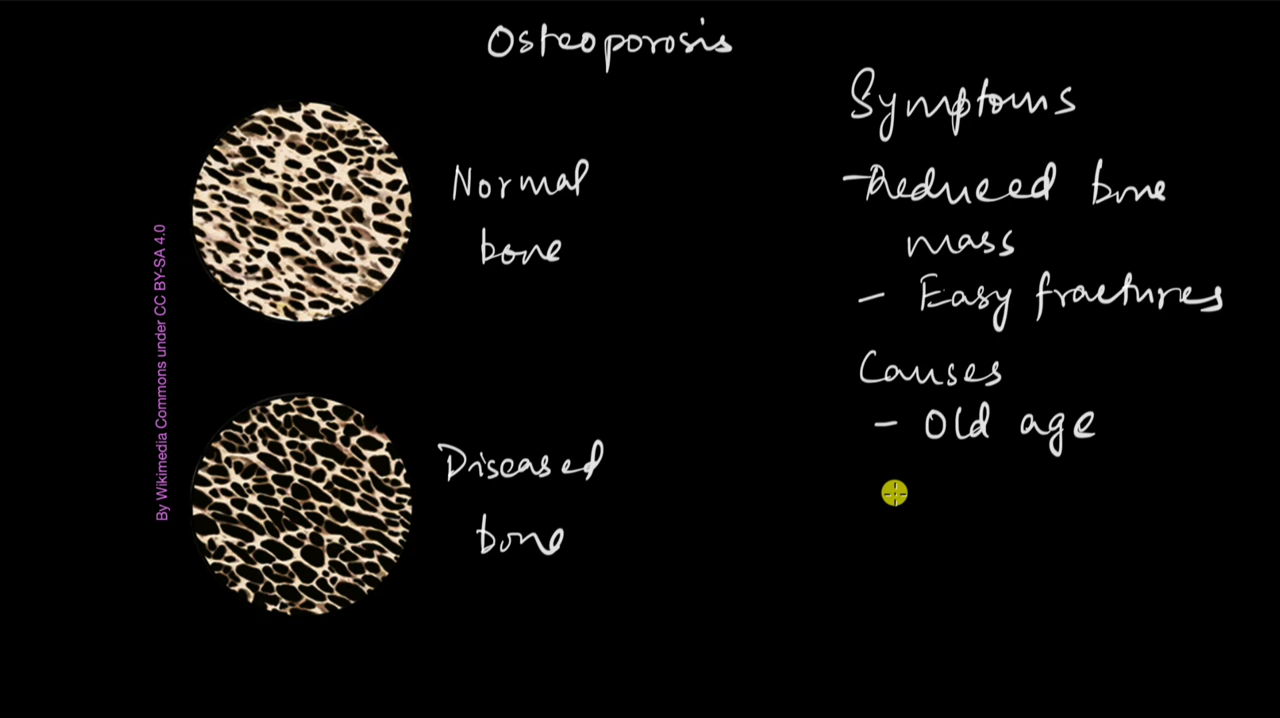 Osteoporosis
Normal
bone
Diseased
bone
Symptoms
- Reduced bone
mass
- Easy fractures
Causes
- Old age
By Wikimedia Commons under CC BY-SA 4.0